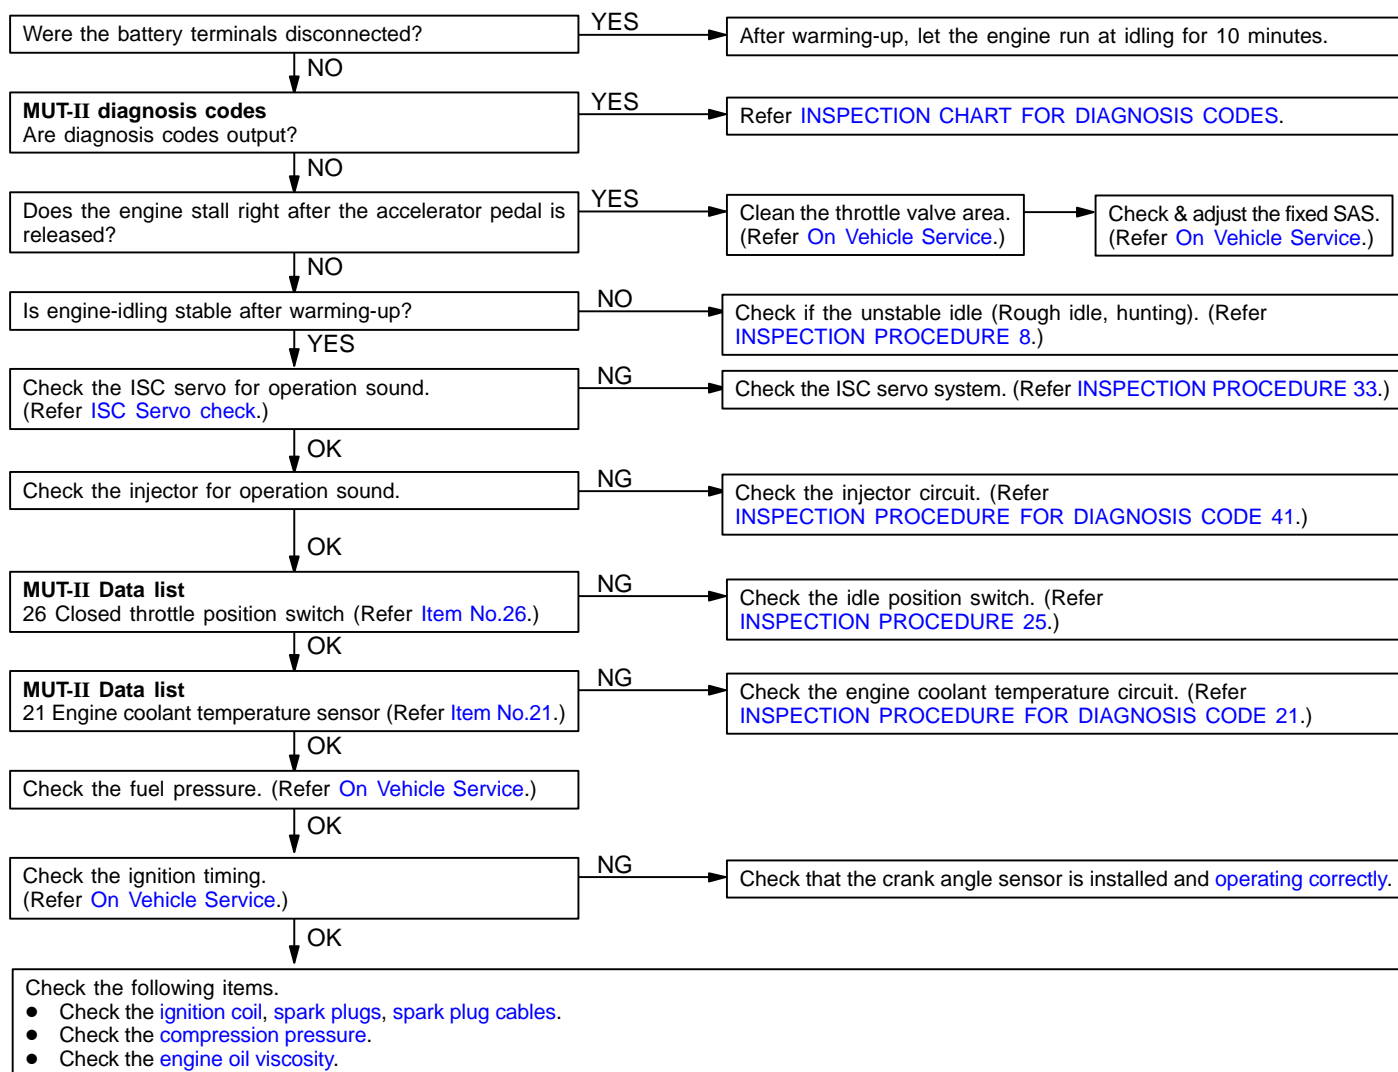 Were the battery terminals disconnected?
YES
After warming-up, let the engine run at idling for 10 minutes.
NO
MUT-II diagnosis codes
Are diagnosis codes output?
YES
Refer INSPECTION CHART FOR DIAGNOSIS CODES.
NO
Does the engine stall right after the accelerator pedal is
released?
YES
Clean the throttle valve area.
(Refer On Vehicle Service.)
Check & adjust the fixed SAS.
(Refer On Vehicle Service.)
NO
Is engine-idling stable after warming-up?
NO
Check if the unstable idle (Rough idle, hunting). (Refer
INSPECTION PROCEDURE 8.)
YES
Check the ISC servo for operation sound.
(Refer ISC Servo check.)
NG
Check the ISC servo system. (Refer INSPECTION PROCEDURE 33.)
OK
Check the injector for operation sound.
NG
Check the injector circuit. (Refer
INSPECTION PROCEDURE FOR DIAGNOSIS CODE 41.)
OK
MUT-II Data list
26 Closed throttle position switch (Refer Item No.26.)
NG
Check the idle position switch. (Refer
INSPECTION PROCEDURE 25.)
OK
MUT-II Data list
21 Engine coolant temperature sensor (Refer Item No.21.)
NG
Check the engine coolant temperature circuit. (Refer
INSPECTION PROCEDURE FOR DIAGNOSIS CODE 21.)
OK
Check the fuel pressure. (Refer On Vehicle Service.)
OK
Check the ignition timing.
(Refer On Vehicle Service.)
NG
Check that the crank angle sensor is installed and operating correctly.
OK
Check the following items.
● Check the ignition coil, spark plugs, spark plug cables.
● Check the compression pressure.
● Check the engine oil viscosity.